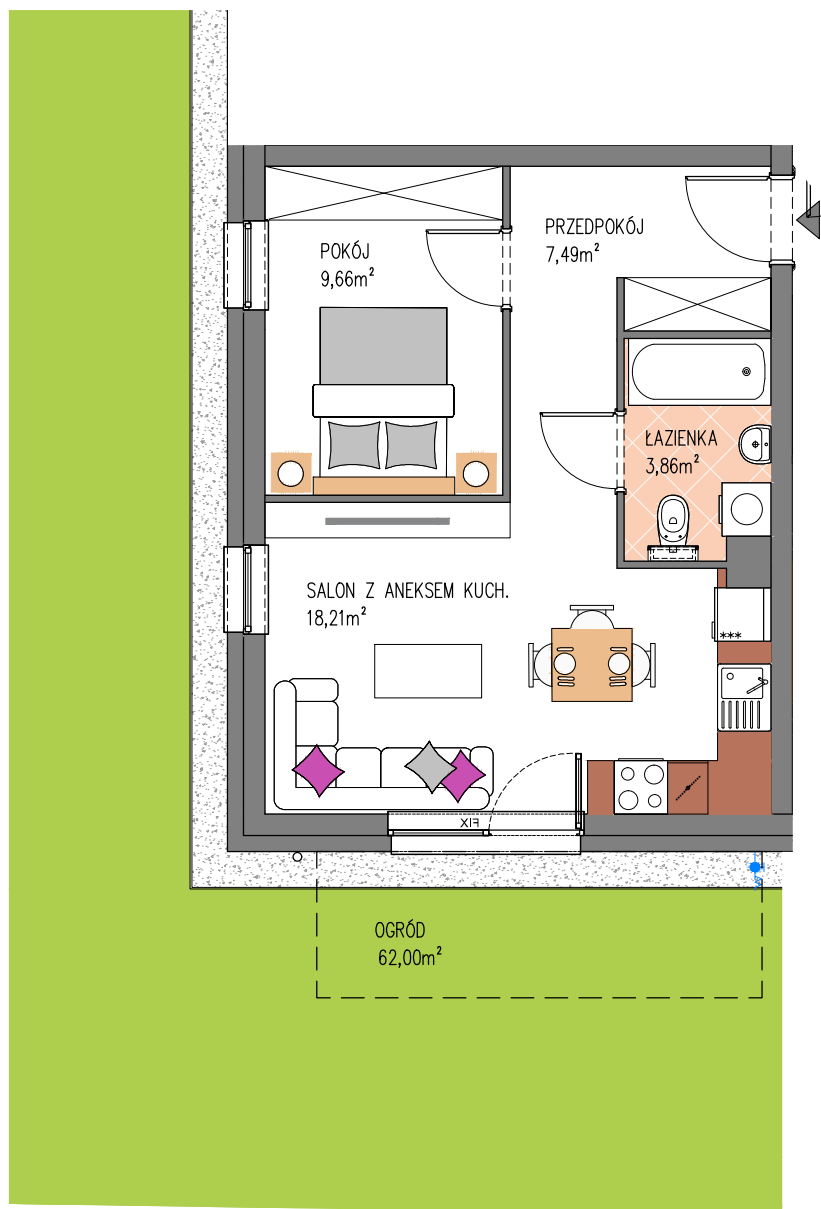 PRZEDPOKÓJ
7,49m²
POKÓJ
9,66m²
ŁAZIENKA
3,86m²
SALON Z ANEKSEM KUCH.
18,21m²
***
FIX
OGRÓD
62,00m²